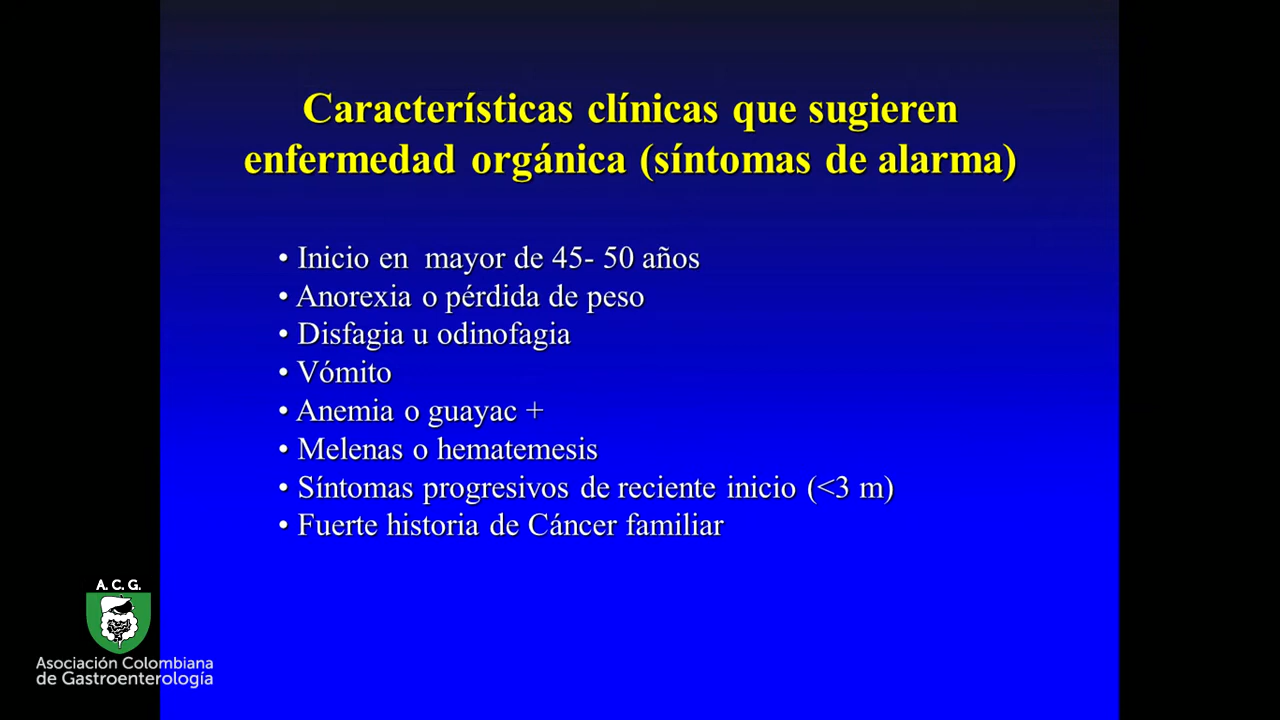 Características clínicas que sugieren
enfermedad orgánica (síntomas de alarma)
• Inicio en mayor de 45- 50 años
• Anorexia o pérdida de peso
• Disfagia u odinofagia
• Vómito
• Anemia o guayac +
• Melenas o hematemesis
• Síntomas progresivos de reciente inicio (<3 m)
• Fuerte historia de Cáncer familiar
A. C. G.
Asociación Colombiana
de Gastroenterología